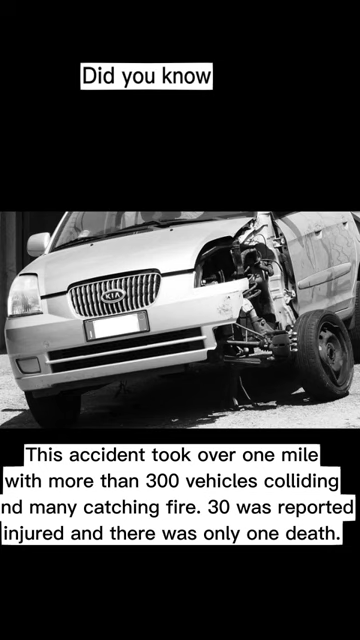 Did you know
KIA
This accident took over one mile
with more than 300 vehicles colliding
nd many catching fire. 30 was reported
injured and there was only one death.